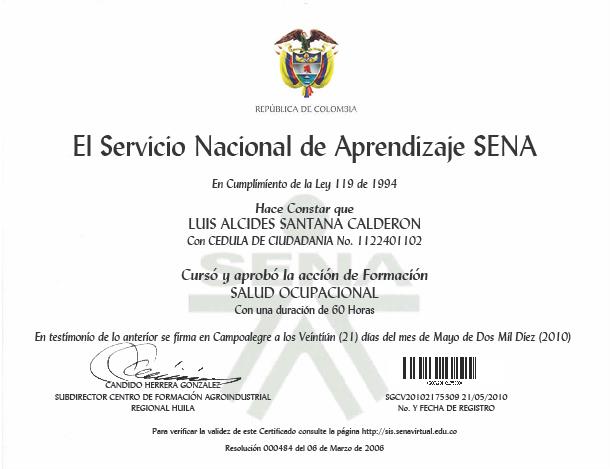 REPÚBLICA DE COLOMBIA
El Servicio Nacional de Aprendizaje SENA
En Cumplimiento de la Ley 119 de 1994
Hace Constar que
LUIS ALCIDES SANTANA CALDERON
Con CEDULA DE CIUDADANIA No. 1122401102
SENA
Cursó y aprobó la acción de Formación
SALUD OCUPACIONAL
Con una duración de 60 Horas
En testimonio de lo anterior se firma en Campoalegre a los Veintiún (21) días del mes de Mayo de Dos Mil Diez (2010)
CANDIDO HERRERA GONZALEZ
SUBDIRECTOR CENTRO DE FORMACIÓN AGROINDUSTRIAL
REGIONAL HUILA
SGCV20102175309 21/05/2010
No. Y FECHA DE REGISTRO
Para verificar la validez de este Certificado consulte la página http://sis.senavirtual.edu.co
Resolución 000484 del 06 de Marzo de 2006